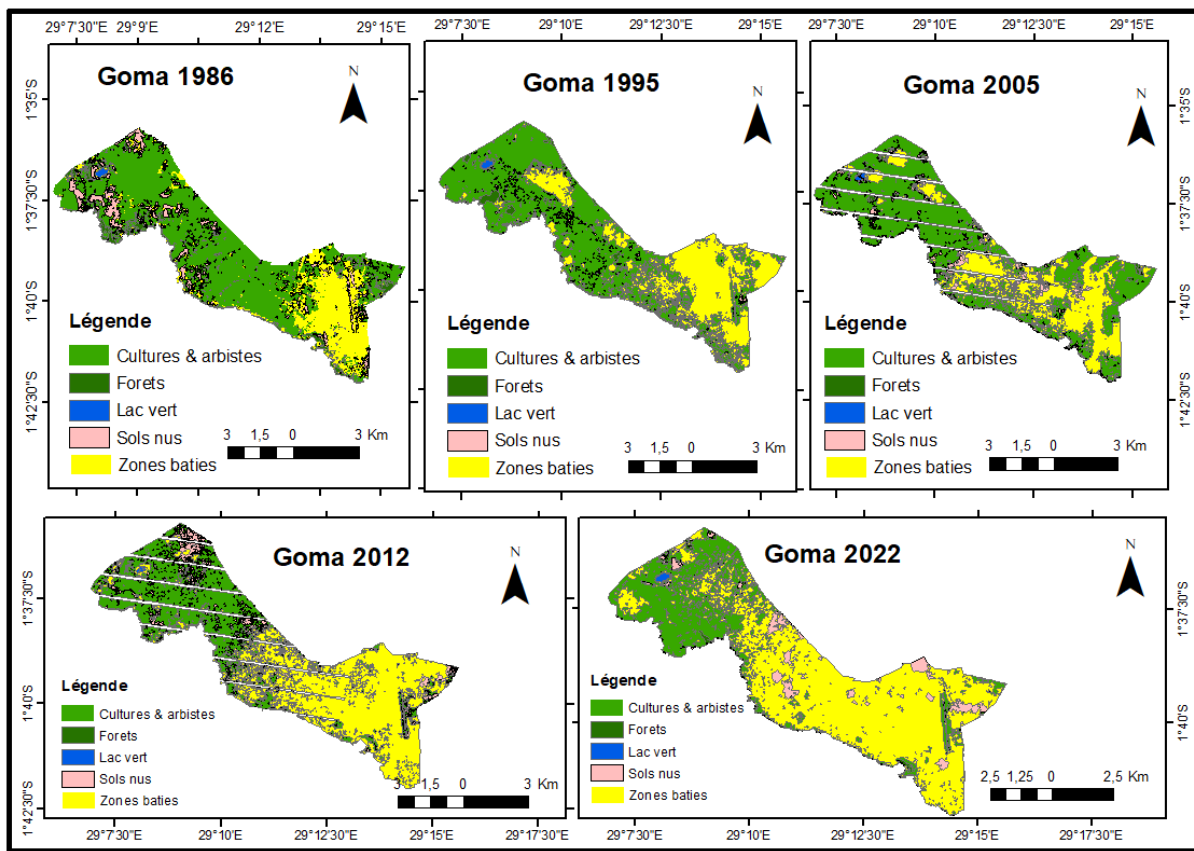 29°7'30"E 29°9'E 29°12'E 29°15'E
29°7'30"E 29°10'E 29°12'30"E 29°15'E
29°10'E 29°12'30"E 29°15'E
Goma 1986
N
1°35'S
1°37'30"S
1°40'S
1°42'30"S
Légende
Cultures & arbistes
Forets
Lac vert
Sols nus
Zones baties
3 1,5 0 3 Km
Goma 1995
N
Légende
Cultures & arbistes
Forets
Lac vert
Sols nus
Zones baties
3 1,5 0 3 Km
Goma 2005
N
1°35'S
1°37'30"S
1°40'S
1°42'30"S
Légende
Cultures & arbistes
Forets
Lac vert
Sols nus
Zones baties
3 1,5 0 3 Km
Goma 2012
N
1°37'30"S
1°40'S
1°42'30"S
Légende
Cultures & arbistes
Forets
Lac vert
Sols nus
Zones baties
3 1,5 0 3 Km
29°7'30"E 29°10'E 29°12'30"E 29°15'E
Goma 2022
N
1°37'30"S
1°40'S
Légende
Cultures & arbistes
Forets
Lac vert
Sols nus
Zones baties
2,5 1,25 0 2,5 Km
29°7'30"E 29°10'E 29°12'30"E 29°15'E 29°17'30"E